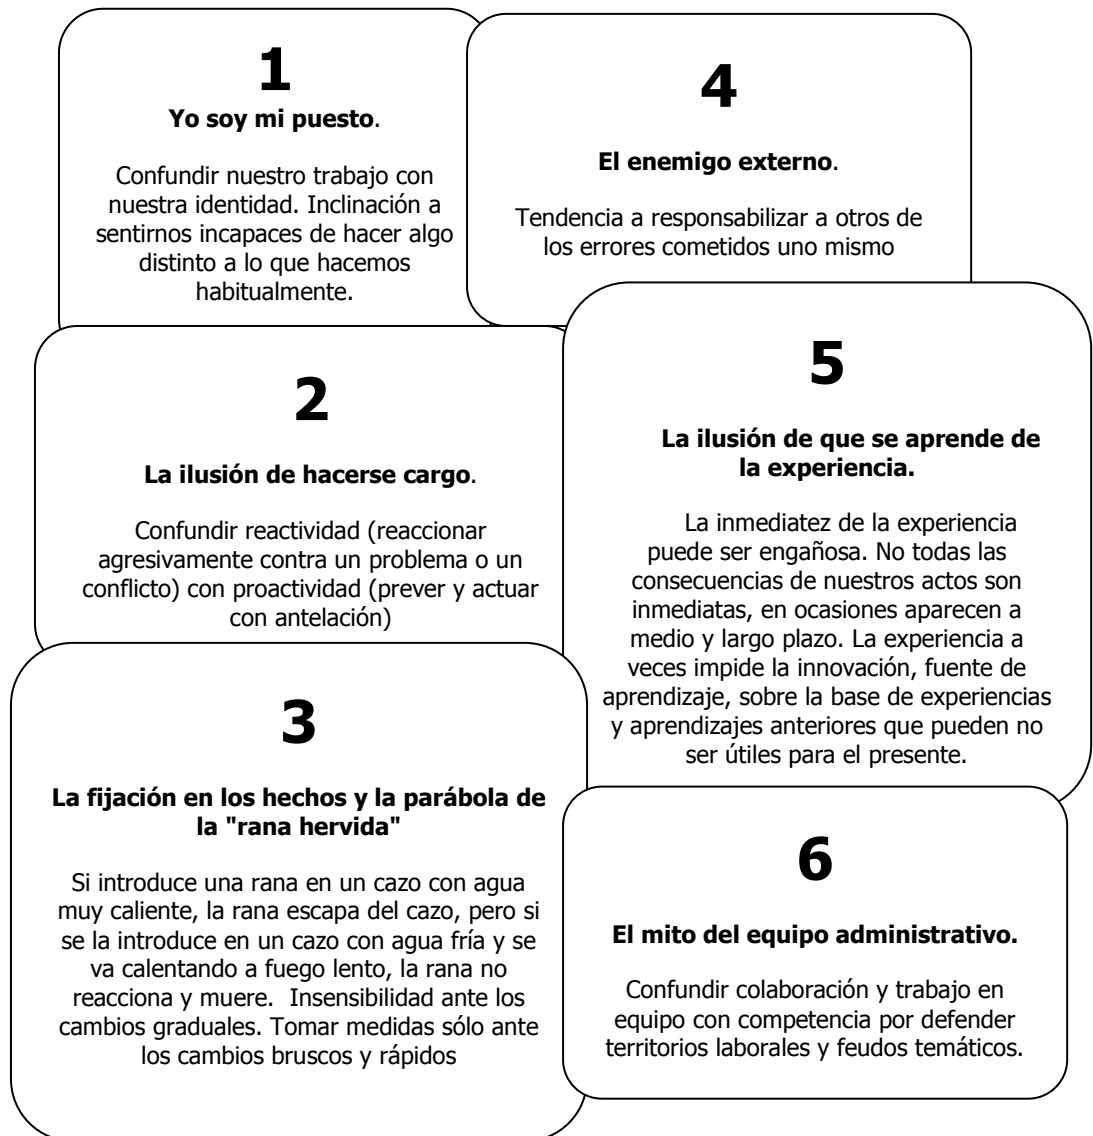 1
Yo soy mi puesto.
Confundir nuestro trabajo con
nuestra identidad. Inclinación a
sentirnos incapaces de hacer algo
distinto a lo que hacemos
habitualmente.
2
La ilusión de hacerse cargo.
Confundir reactividad (reaccionar
agresivamente contra un problema o un
conflicto) con proactividad (prever y actuar
con antelación)
3
La fijación en los hechos y la parábola de
la "rana hervida"
Si introduce una rana en un cazo con agua
muy caliente, la rana escapa del cazo, pero si
se la introduce en un cazo con agua fría y se
va calentando a fuego lento, la rana no
reacciona y muere.  Insensibilidad ante los
cambios graduales. Tomar medidas sólo ante
los cambios bruscos y rápidos
4
El enemigo externo.
Tendencia a responsabilizar a otros de
los errores cometidos uno mismo
5
La ilusión de que se aprende de
la experiencia.
La inmediatez de la experiencia
puede ser engañosa. No todas las
consecuencias de nuestros actos son
inmediatas, en ocasiones aparecen a
medio y largo plazo. La experiencia a
veces impide la innovación, fuente de
aprendizaje, sobre la base de experiencias
y aprendizajes anteriores que pueden no
ser útiles para el presente.
6
El mito del equipo administrativo.
Confundir colaboración y trabajo en
equipo con competencia por defender
territorios laborales y feudos temáticos.